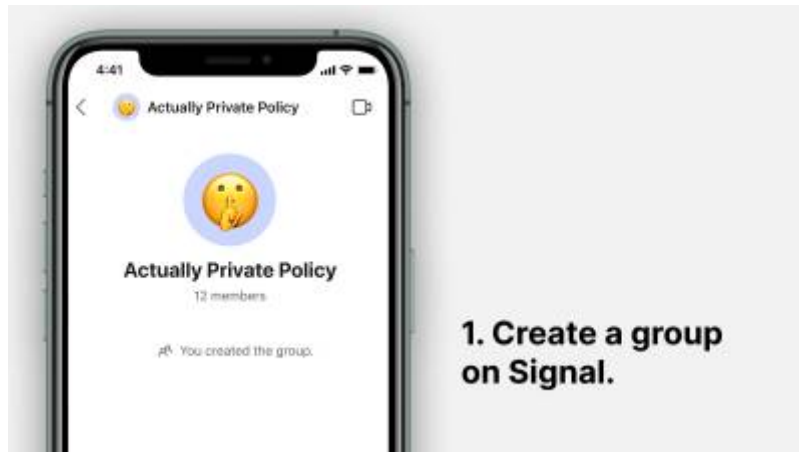 4:41
Actually Private Policy
Actually Private Policy
12 members
You created the group.
1. Create a group
on Signal.